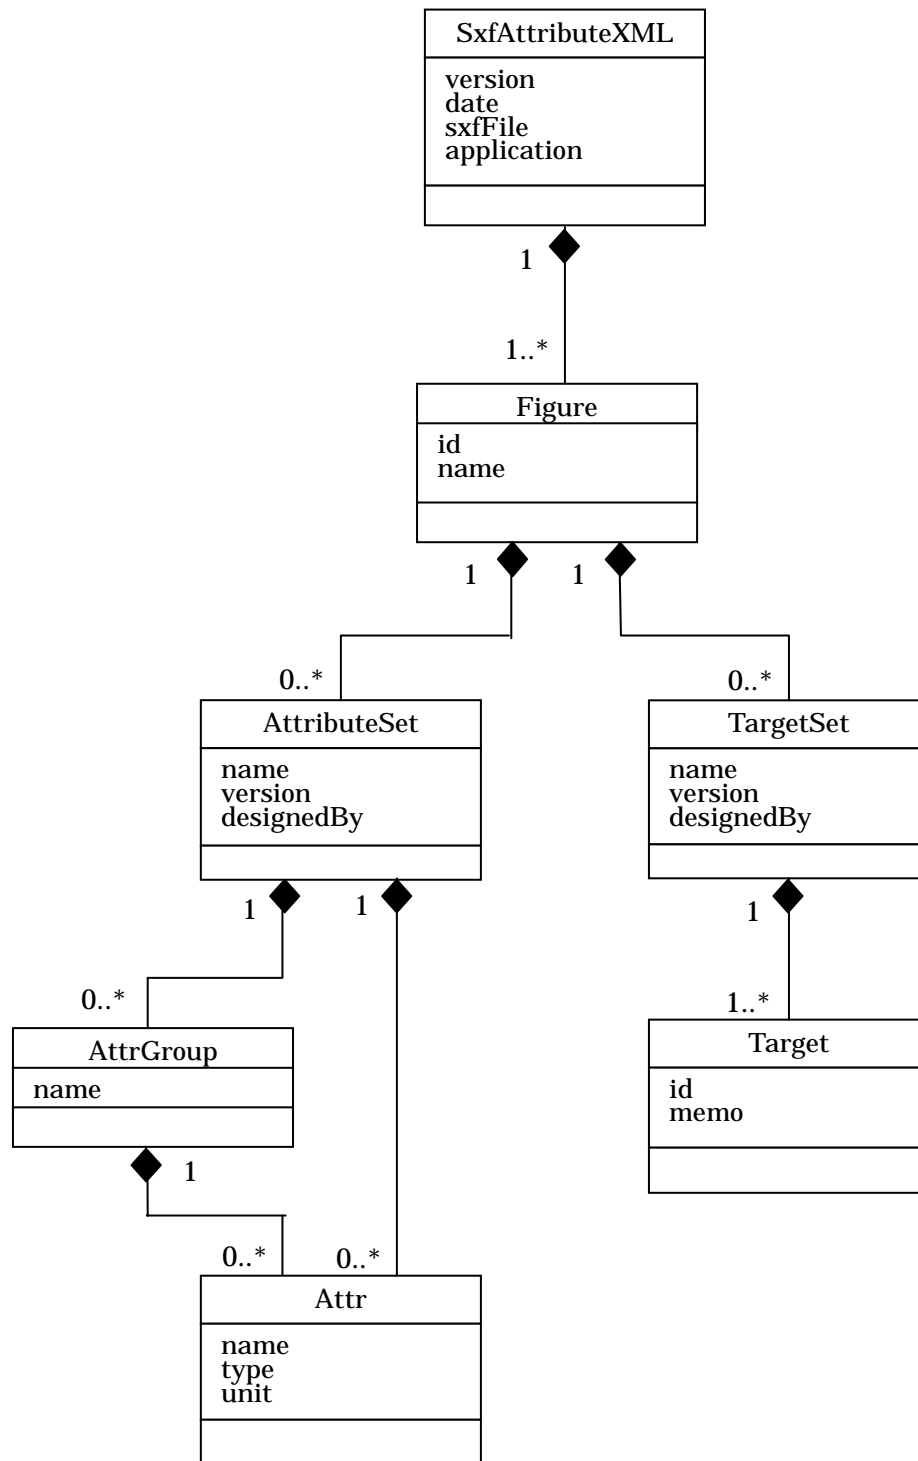 SxfAttributeXML
version
date
sxfFile
application
1
1..*
Figure
id
name
1
1
0..*
0..*
AttributeSet
name
version
designedBy
TargetSet
name
version
designedBy
1
1
1
0..*
1..*
AttrGroup
name
Target
id
memo
1
0..*
0..*
Attr
name
type
unit